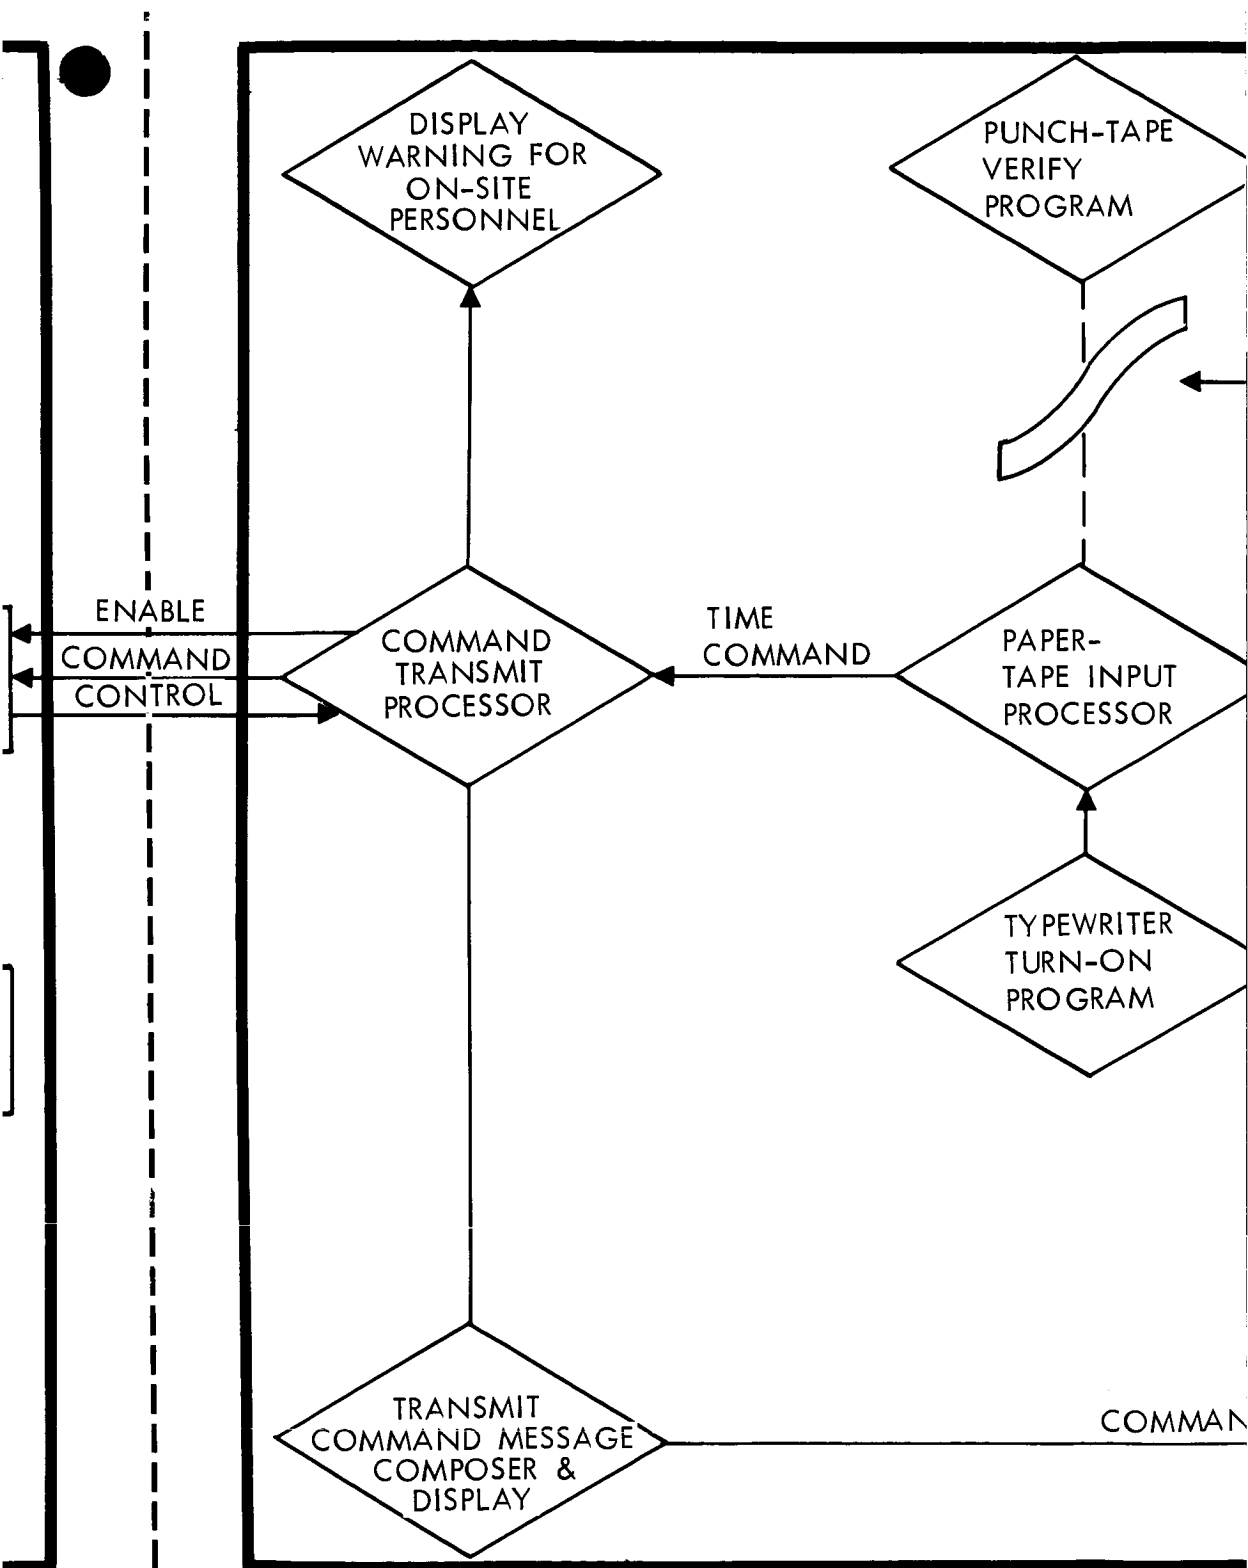 DISPLAY
WARNING FOR
ON-SITE
PERSONNEL
PUNCH-TAPE
VERIFY
PROGRAM
ENABLE
COMMAND
CONTROL
COMMAND
TRANSMIT
PROCESSOR
TIME
COMMAND
PAPER-
TAPE INPUT
PROCESSOR
TYPEWRITER
TURN-ON
PROGRAM
TRANSMIT
COMMAND MESSAGE
COMPOSER &
DISPLAY
COMMAN